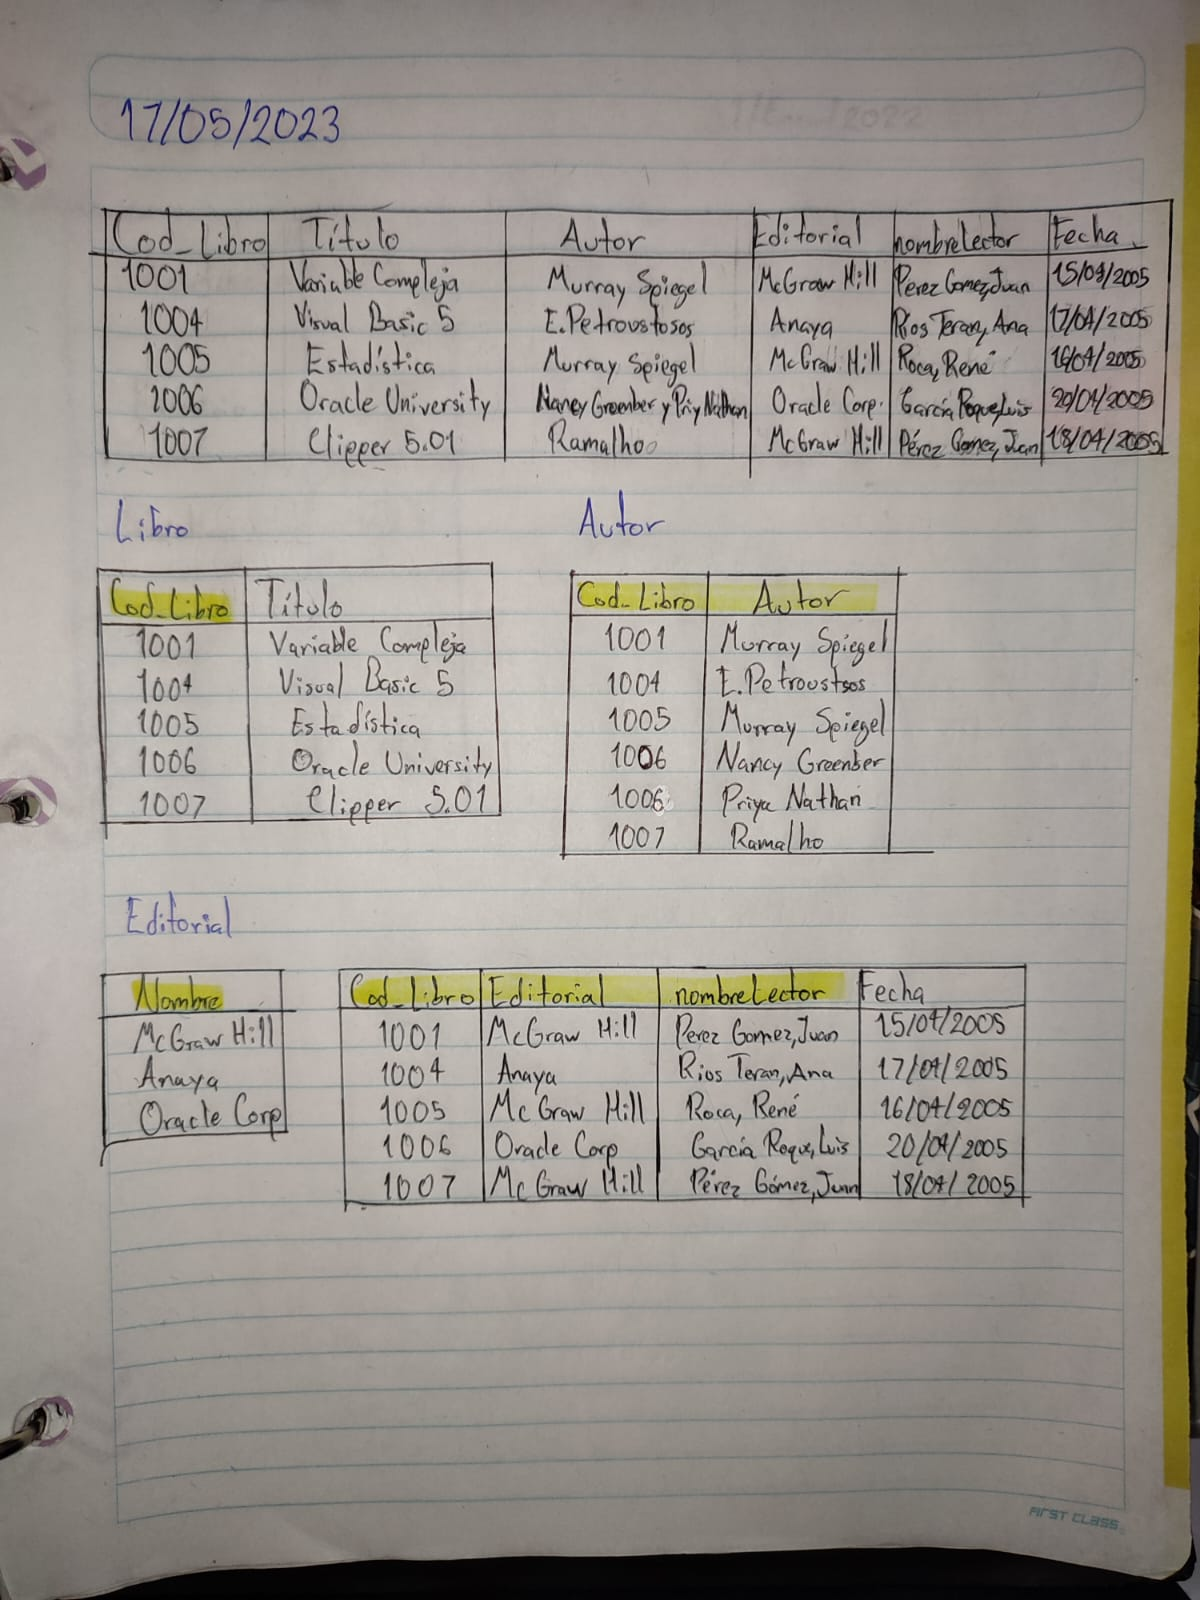 17/05/2023
Cod_Libro Título Autor Editorial nombreLector Fecha
1001 Variable Compleja Murray Spiegel McGraw Hill Perez Gomez, Juan 15/04/2005
1004 Visual Basic 5 E.Petroustosos Anaya Rios Teran, Ana 17/04/2005
1005 Estadística Murray Spiegel McGraw Hill Roca, René 16/04/2005
1006 Oracle University Nancy Greenber y Priy Nathan Oracle Corp. García Roque, Luis 20/04/2005
1007 Clipper 5.01 Ramalho McGraw Hill Pérez Gomez, Juan 18/04/2005
Libro Autor
Cod_Libro Título
1001 Variable Compleja
1004 Visual Basic 5
1005 Estadística
1006 Oracle University
1007 Clipper 5.01
Cod_Libro Autor
1001 Murray Spiegel
1004 E.Petroustsos
1005 Murray Spiegel
1006 Nancy Greenber
1006 Priya Nathan
1007 Ramalho
Editorial
Nombre
McGraw Hill
Anaya
Oracle Corp
Cod_Libro Editorial nombreLector Fecha
1001 McGraw Hill Perez Gomez, Juan 15/04/2005
1004 Anaya Rios Teran, Ana 17/04/2005
1005 McGraw Hill Roca, René 16/04/2005
1006 Oracle Corp García Roque, Luis 20/04/2005
1007 McGraw Hill Pérez Gómez, Juan 18/04/2005
FIRST CLASS